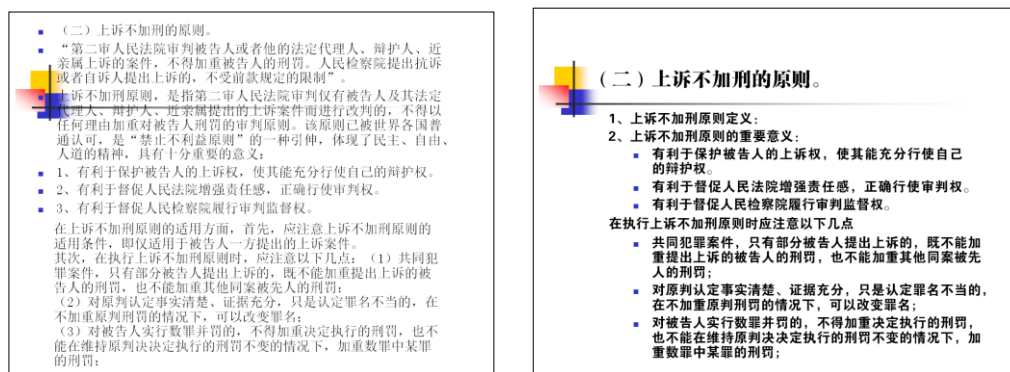 （二）上诉不加刑的原则。
“第二审人民法院审判被告人或者他的法定代理人、辩护人、近
亲属上诉的案件，不得加重被告人的刑罚。人民检察院提出抗诉
或者自诉人提出上诉的，不受前款规定的限制”。
上诉不加刑原则，是指第二审人民法院审判仅有被告人及其法定
代理人、辩护人、近亲属提出的上诉案件而进行改判的，不得以
任何理由加重对被告人刑罚的审判原则。该原则已被世界各国普
通认可，是“禁止不利益原则”的一种引伸，体现了民主、自由、
人道的精神，具有十分重要的意义：
1、有利于保护被告人的上诉权，使其能充分行使自己的辩护权。
2、有利于督促人民法院增强责任感，正确行使审判权。
3、有利于督促人民检察院履行审判监督权。
在上诉不加刑原则的适用方面，首先，应注意上诉不加刑原则的
适用条件，即仅适用于被告人一方提出的上诉案件。
其次，在执行上诉不加刑原则时，应注意以下几点：（1）共同犯
罪案件，只有部分被告人提出上诉的，既不能加重提出上诉的被
告人的刑罚，也不能加重其他同案被先人的刑罚；
（2）对原判认定事实清楚、证据充分，只是认定罪名不当的，在
不加重原判刑罚的情况下，可以改变罪名；
（3）对被告人实行数罪并罚的，不得加重决定执行的刑罚，也不
能在维持原判决决定执行的刑罚不变的情况下，加重数罪中某罪
的刑罚；
（二）上诉不加刑的原则。
1、上诉不加刑原则定义：
2、上诉不加刑原则的重要意义：
有利于保护被告人的上诉权，使其能充分行使自己
的辩护权。
有利于督促人民法院增强责任感，正确行使审判权。
有利于督促人民检察院履行审判监督权。
在执行上诉不加刑原则时应注意以下几点
共同犯罪案件，只有部分被告人提出上诉的，既不能加
重提出上诉的被告人的刑罚，也不能加重其他同案被先
人的刑罚；
对原判认定事实清楚、证据充分，只是认定罪名不当的，
在不加重原判刑罚的情况下，可以改变罪名；
对被告人实行数罪并罚的，不得加重决定执行的刑罚，
也不能在维持原判决决定执行的刑罚不变的情况下，加
重数罪中某罪的刑罚；